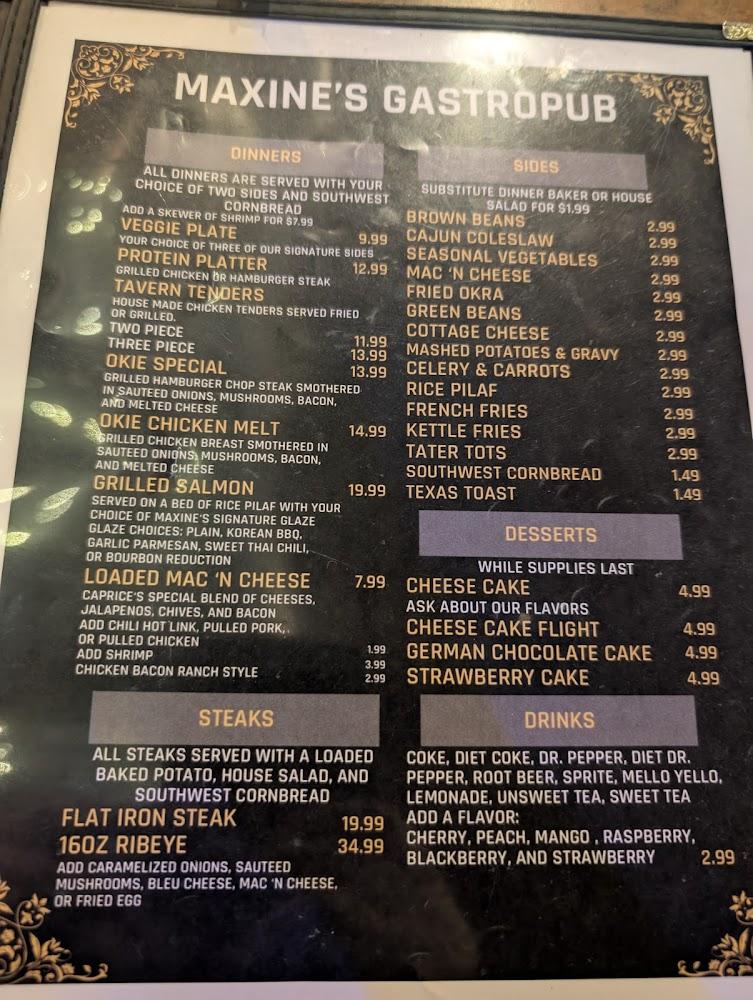 MAXINE'S GASTROPUB
DINNERS
ALL DINNERS ARE SERVED WITH YOUR
CHOICE OF TWO SIDES AND SOUTHWEST
CORNBREAD
ADD A SKEWER OF SHRIMP FOR $7.99
VEGGIE PLATE 9.99
YOUR CHOICE OF THREE OF OUR SIGNATURE SIDES
PROTEIN PLATTER 12.99
GRILLED CHICKEN OR HAMBURGER STEAK
TAVERN TENDERS
HOUSE MADE CHICKEN TENDERS SERVED FRIED
OR GRILLED.
TWO PIECE 11.99
THREE PIECE 13.99
OKIE SPECIAL 13.99
GRILLED HAMBURGER CHOP STEAK SMOTHERED
IN SAUTEED ONIONS, MUSHROOMS, BACON,
AND MELTED CHEESE
OKIE CHICKEN MELT 14.99
GRILLED CHICKEN BREAST SMOTHERED IN
SAUTEED ONIONS, MUSHROOMS, BACON,
AND MELTED CHEESE
GRILLED SALMON 19.99
SERVED ON A BED OF RICE PILAF WITH YOUR
CHOICE OF MAXINE'S SIGNATURE GLAZE
GLAZE CHOICES: PLAIN, KOREAN BBQ,
GARLIC PARMESAN, SWEET THAI CHILI,
OR BOURBON REDUCTION
LOADED MAC 'N CHEESE 7.99
CAPRICE'S SPECIAL BLEND OF CHEESES,
JALAPENOS, CHIVES, AND BACON
ADD CHILI HOT LINK, PULLED PORK,
OR PULLED CHICKEN 1.99
ADD SHRIMP 3.99
CHICKEN BACON RANCH STYLE 2.99
STEAKS
ALL STEAKS SERVED WITH A LOADED
BAKED POTATO, HOUSE SALAD, AND
SOUTHWEST CORNBREAD
FLAT IRON STEAK 19.99
16OZ RIBEYE 34.99
ADD CARAMELIZED ONIONS, SAUTEED
MUSHROOMS, BLEU CHEESE, MAC 'N CHEESE,
OR FRIED EGG
SIDES
SUBSTITUTE DINNER BAKER OR HOUSE
SALAD FOR $1.99
BROWN BEANS 2.99
CAJUN COLESLAW 2.99
SEASONAL VEGETABLES 2.99
MAC 'N CHEESE 2.99
FRIED OKRA 2.99
GREEN BEANS 2.99
COTTAGE CHEESE 2.99
MASHED POTATOES & GRAVY 2.99
CELERY & CARROTS 2.99
RICE PILAF 2.99
FRENCH FRIES 2.99
KETTLE FRIES 2.99
TATER TOTS 2.99
SOUTHWEST CORNBREAD 1.49
TEXAS TOAST 1.49
DESSERTS
WHILE SUPPLIES LAST
CHEESE CAKE 4.99
ASK ABOUT OUR FLAVORS
CHEESE CAKE FLIGHT 4.99
GERMAN CHOCOLATE CAKE 4.99
STRAWBERRY CAKE 4.99
DRINKS
COKE, DIET COKE, DR. PEPPER, DIET DR.
PEPPER, ROOT BEER, SPRITE, MELLO YELLO,
LEMONADE, UNSWEET TEA, SWEET TEA
ADD A FLAVOR:
CHERRY, PEACH, MANGO , RASPBERRY,
BLACKBERRY, AND STRAWBERRY 2.99